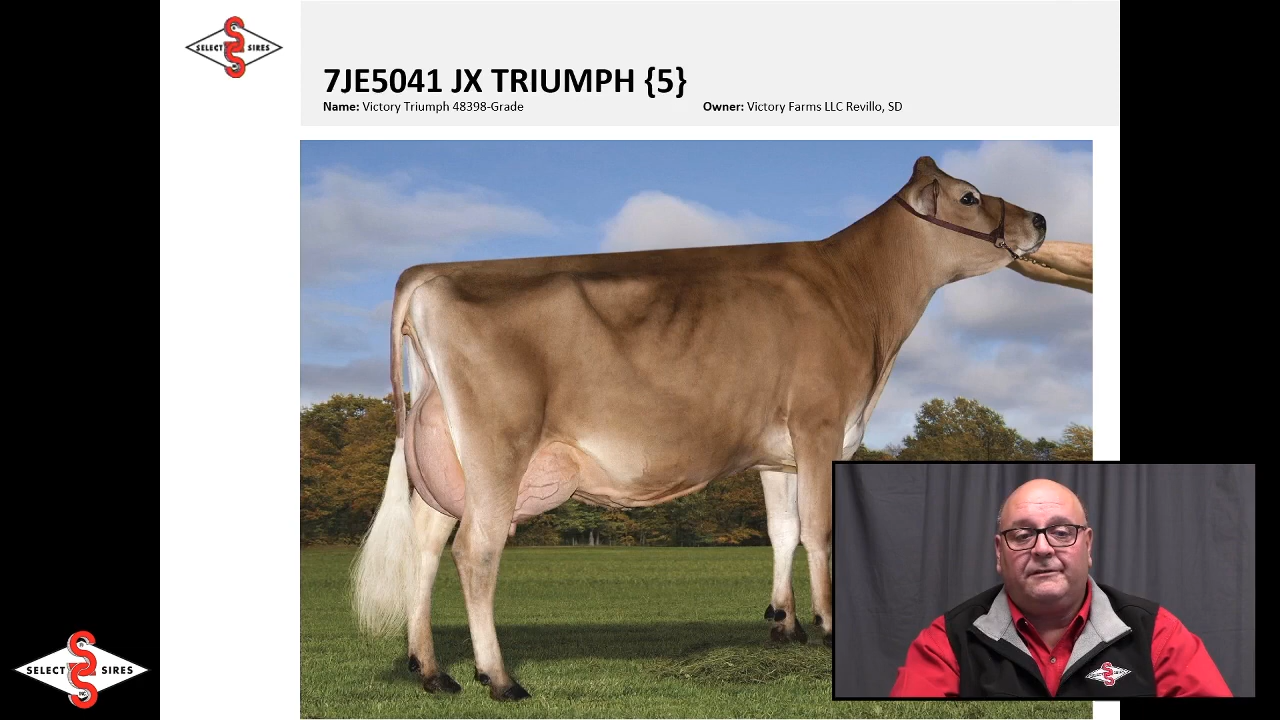 SELECT SIRES
7JE5041 JX TRIUMPH {5}
Name: Victory Triumph 48398-Grade
Owner: Victory Farms LLC Revillo, SD
SELECT SIRES